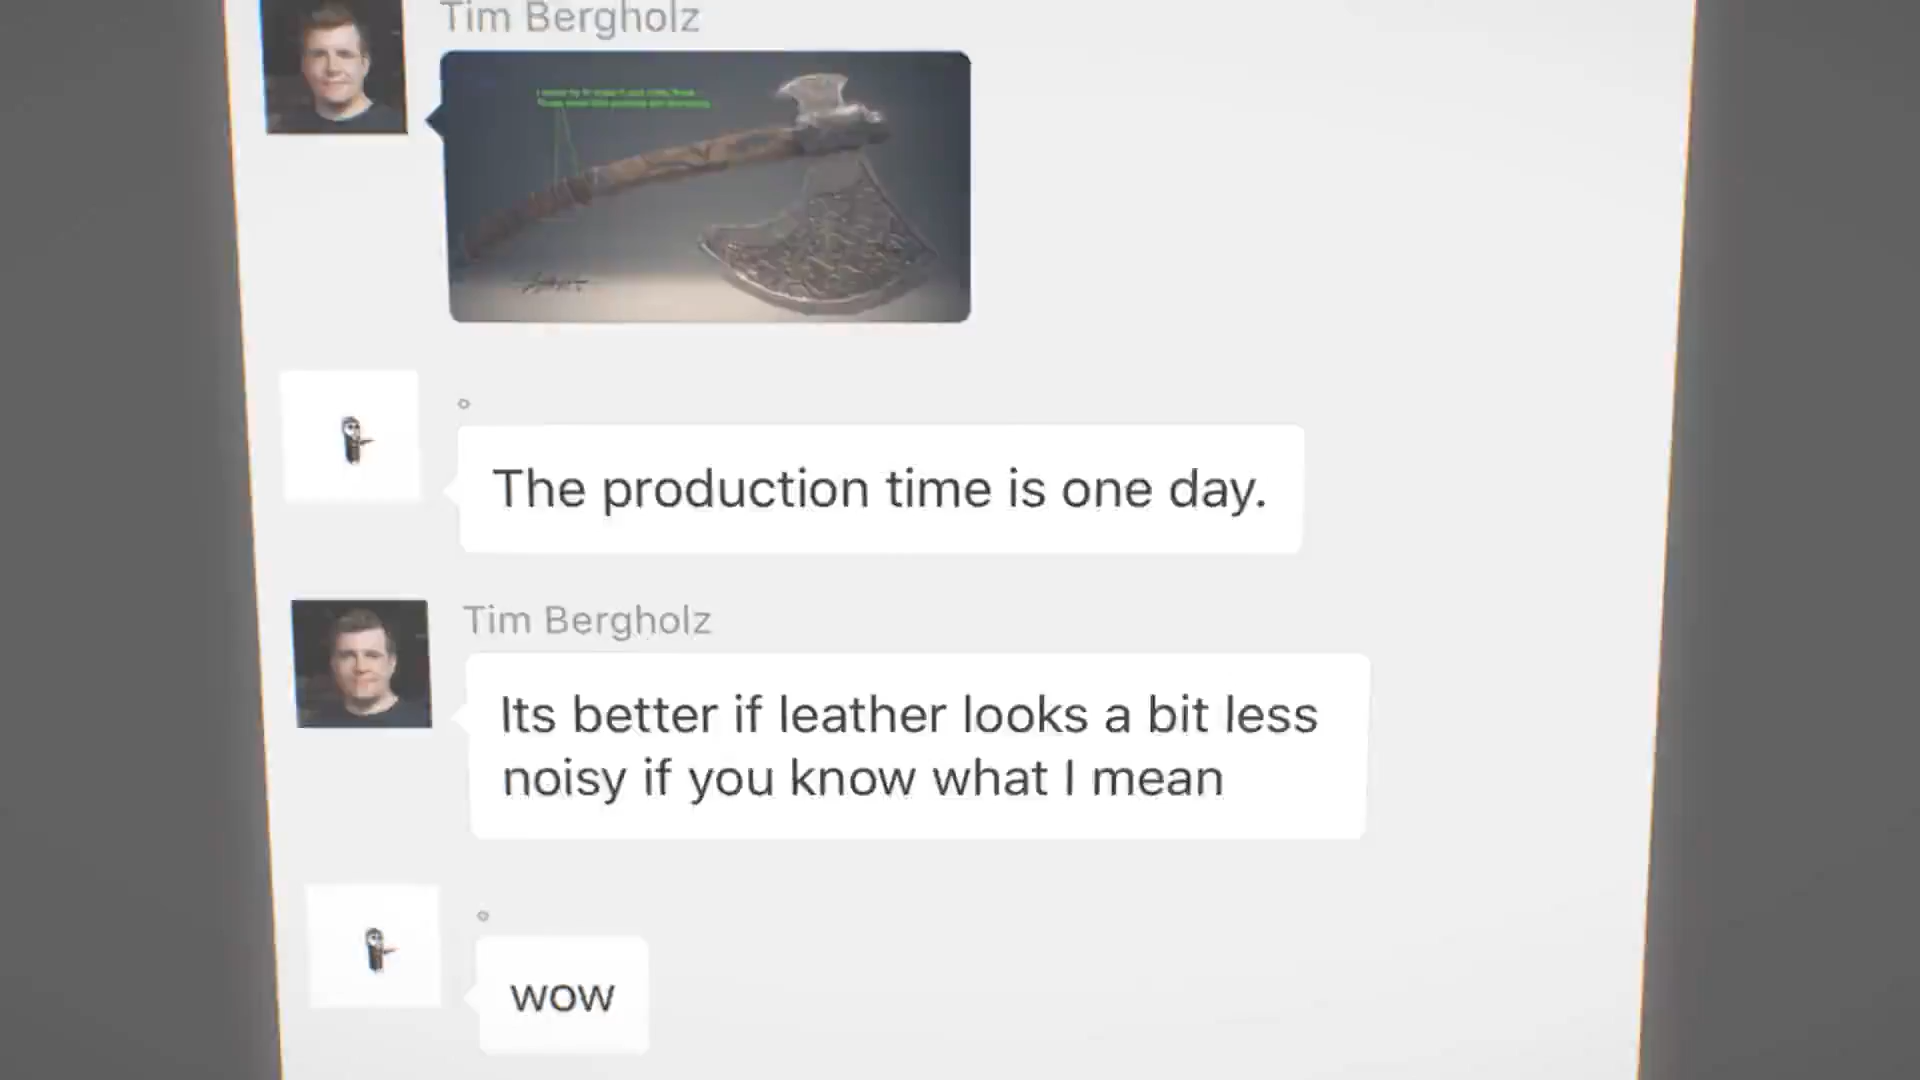 Tim Bergholz
The production time is one day.
Tim Bergholz
Its better if leather looks a bit less
noisy if you know what I mean
wow